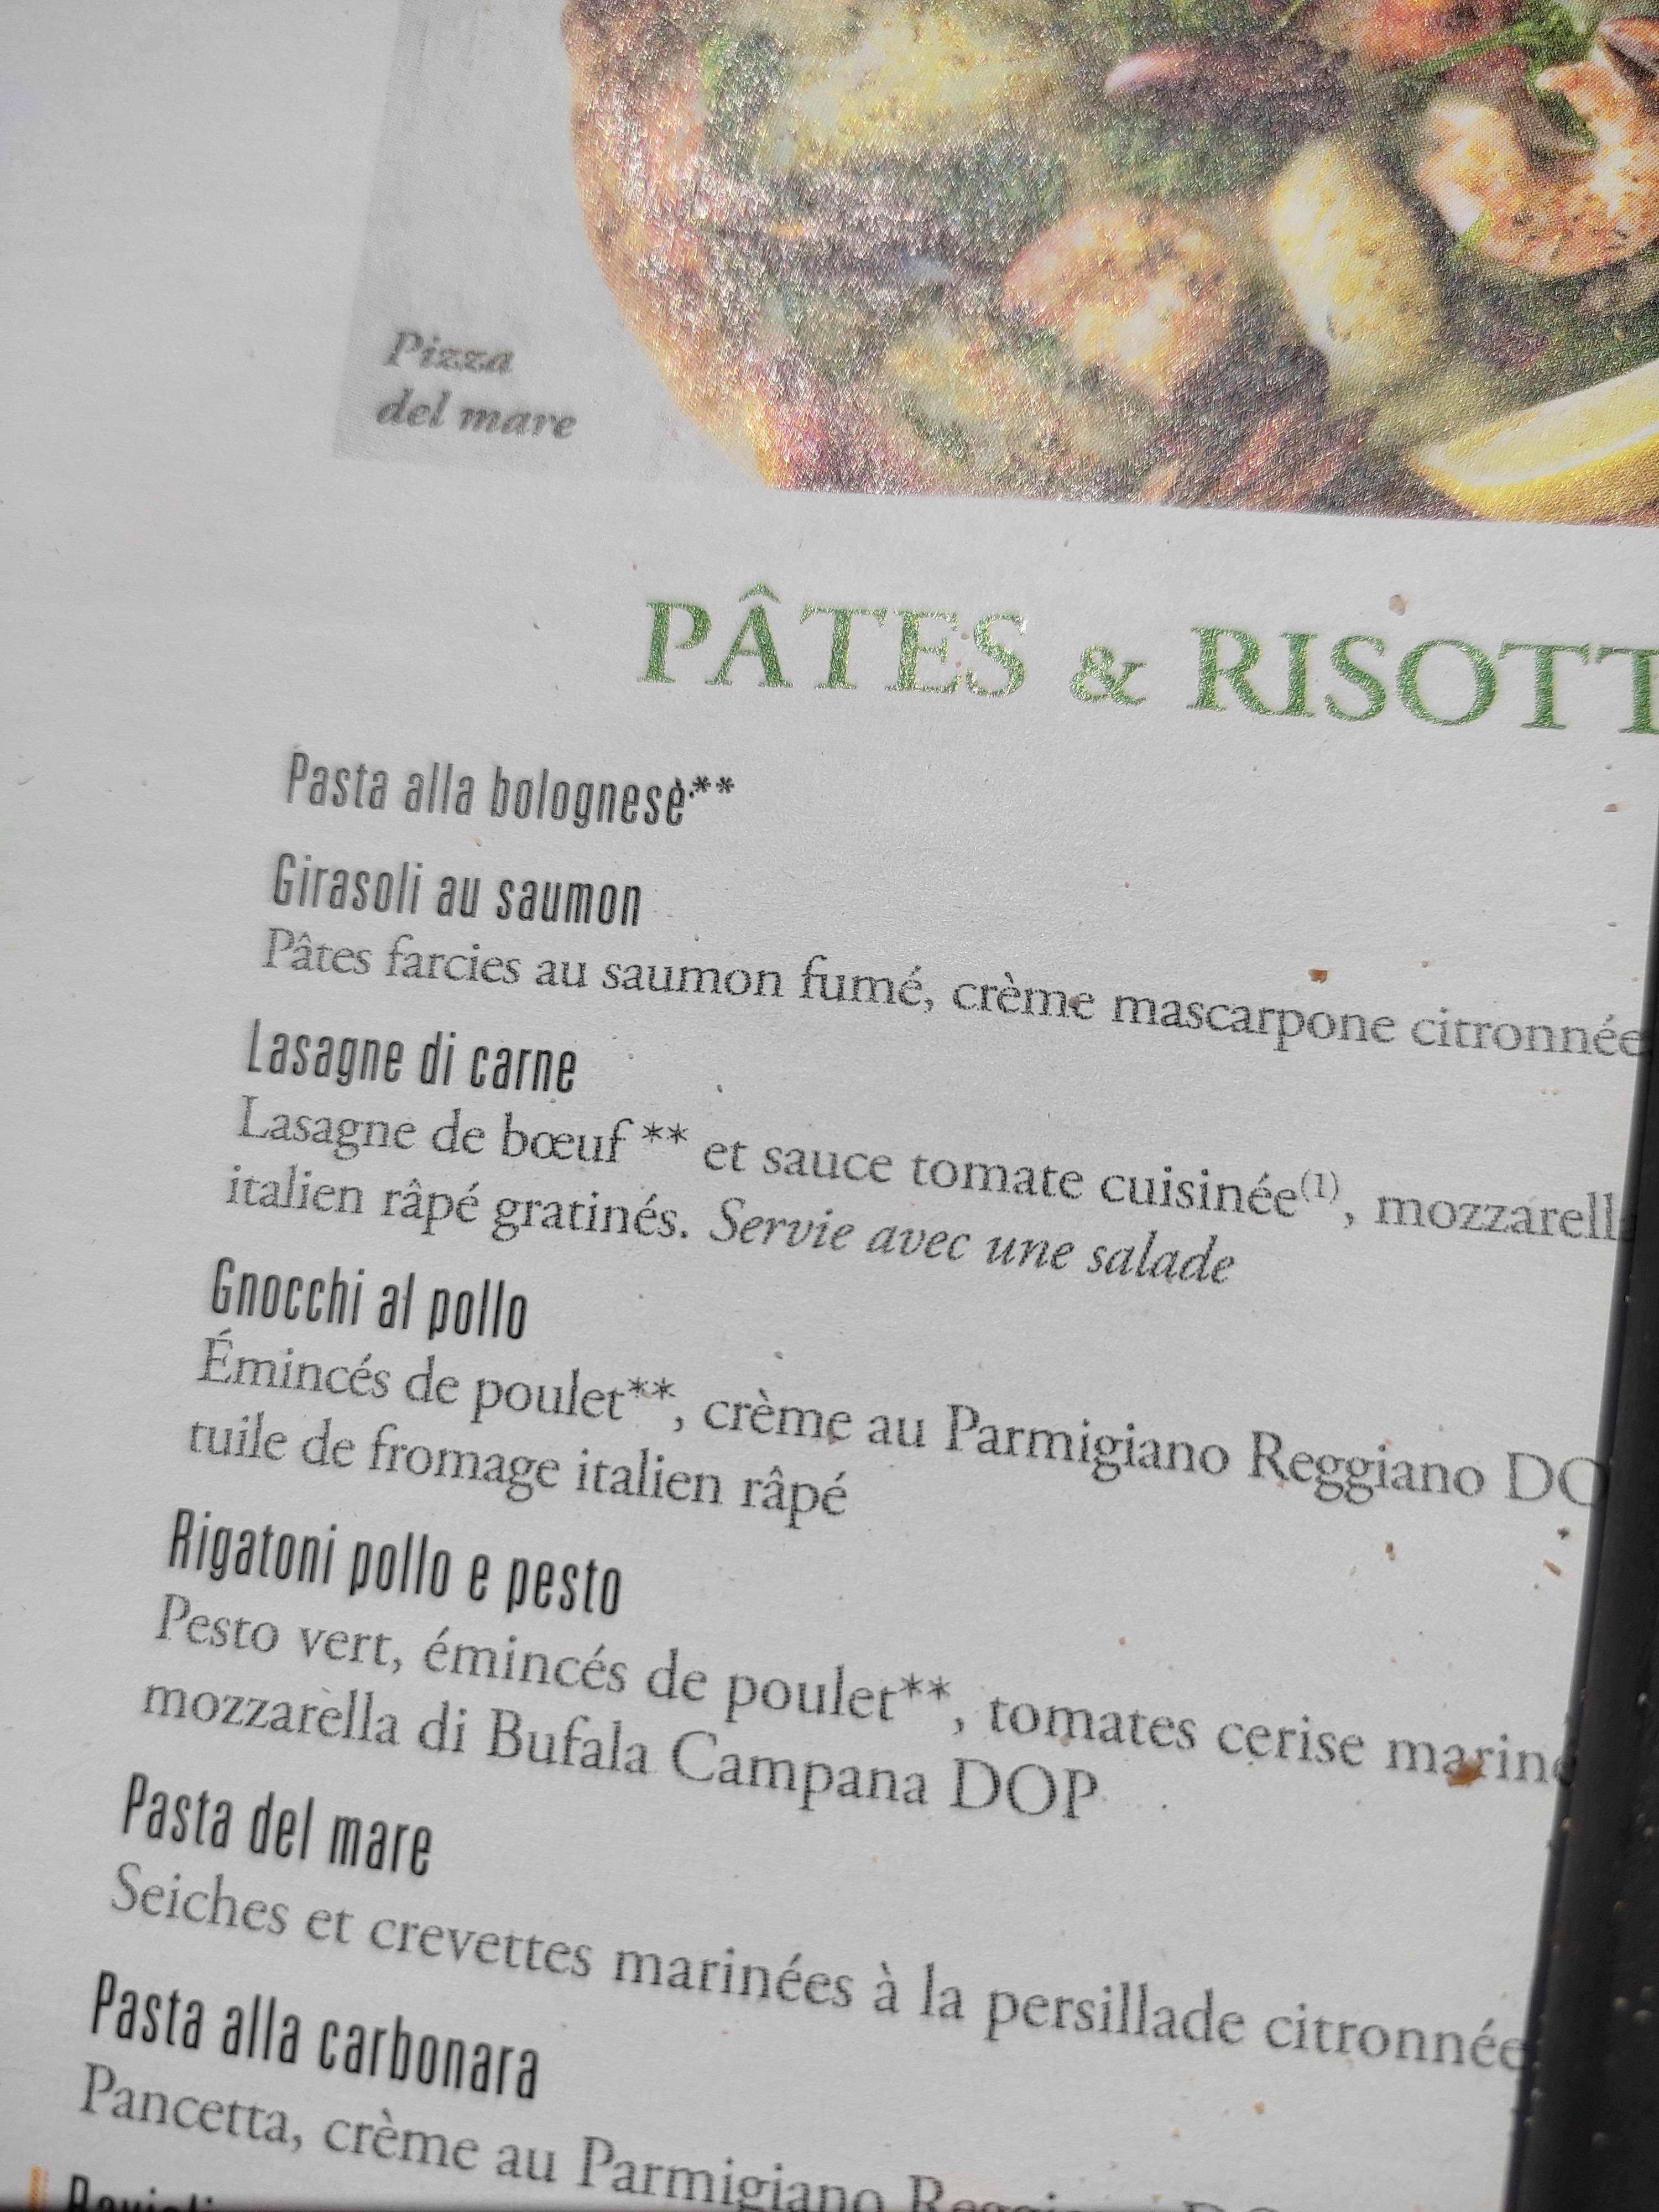 Pizza
del mare
PÂTES & RISOTT
Pasta alla bolognese**
Girasoli au saumon
Pâtes farcies au saumon fumé, crème mascarpone citronnée
Lasagne di carne
Lasagne de bœuf ** et sauce tomate cuisinée(1), mozzarella
italien râpé gratinés. Servie avec une salade
Gnocchi al pollo
Émincés de poulet**, crème au Parmigiano Reggiano DO
tuile de fromage italien râpé
Rigatoni pollo e pesto
Pesto vert, émincés de poulet**, tomates cerise mariné
mozzarella di Bufala Campana DOP
Pasta del mare
Seiches et crevettes marinées à la persillade citronnée
Pasta alla carbonara
Pancetta, crème au Parmigiano Reggiano
Ravioli